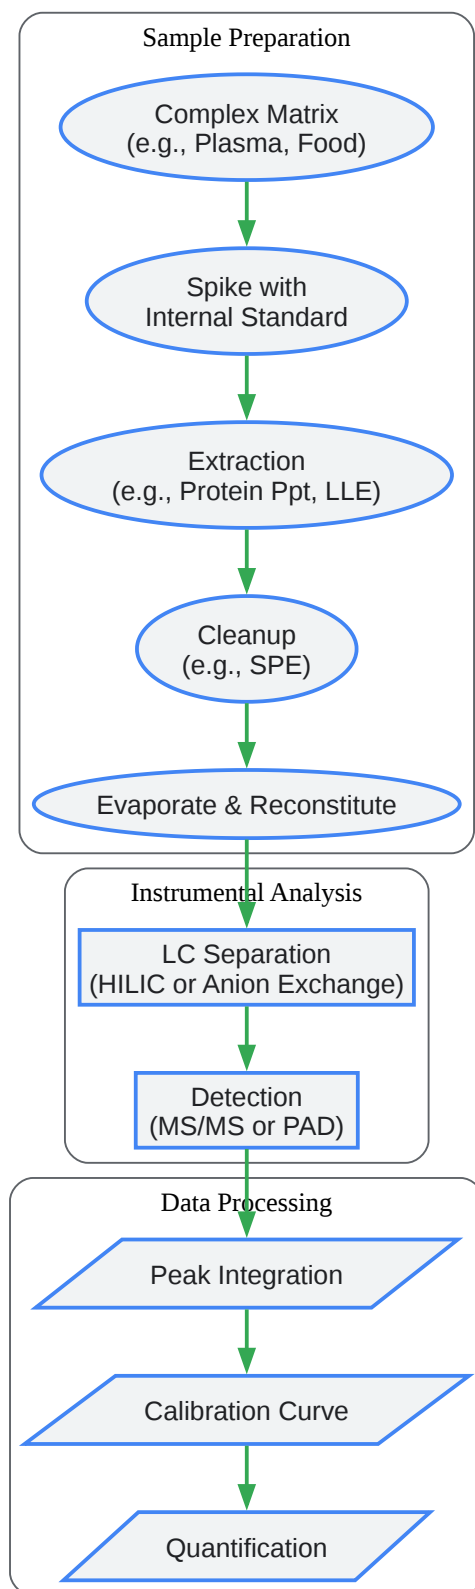 Sample Preparation
Complex Matrix
(e.g., Plasma, Food)
Spike with
Internal Standard
Extraction
(e.g., Protein Ppt, LLE)
Cleanup
(e.g., SPE)
Evaporate & Reconstitute
Instrumental Analysis
LC Separation
(HILIC or Anion Exchange)
Detection
(MS/MS or PAD)
Data Processing
Peak Integration
Calibration Curve
Quantification